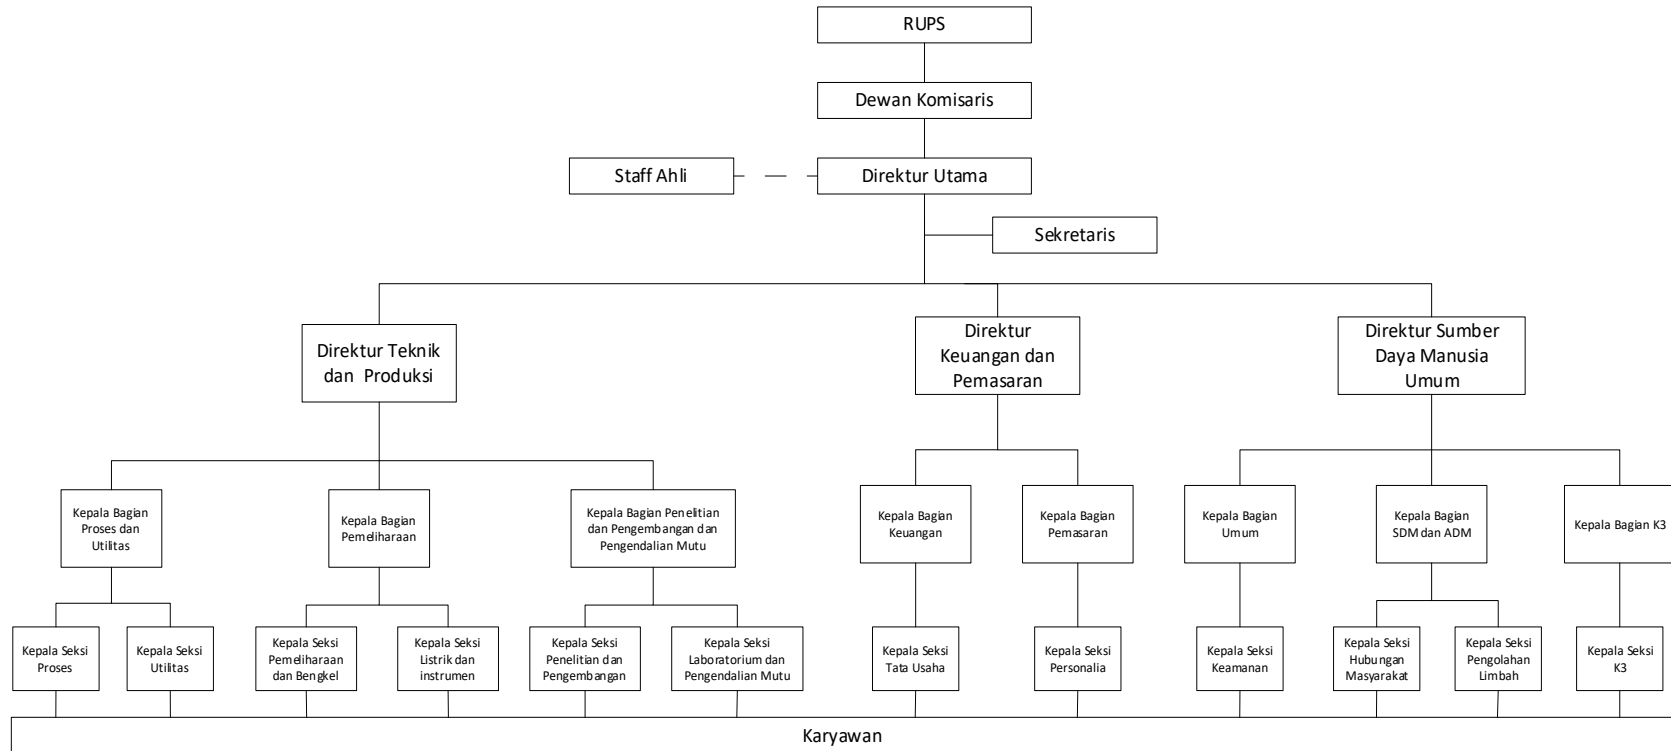 RUPS
Dewan Komisaris
Staff Ahli
Direktur Utama
Sekretaris
Direktur Teknik
dan Produksi
Direktur
Keuangan dan
Pemasaran
Direktur Sumber
Daya Manusia
Umum
Kepala Bagian
Proses dan
Utilitas
Kepala Bagian
Pemeliharaan
Kepala Bagian Penelitian
dan Pengembangan dan
Pengendalian Mutu
Kepala Bagian
Keuangan
Kepala Bagian
Pemasaran
Kepala Bagian
Umum
Kepala Bagian
SDM dan ADM
Kepala Bagian K3
Kepala Seksi
Proses
Kepala Seksi
Utilitas
Kepala Seksi
Pemeliharaan
dan Bengkel
Kepala Seksi
Listrik dan
instrumen
Kepala Seksi
Penelitian dan
Pengembangan
Kepala Seksi
Laboratorium dan
Pengendalian Mutu
Kepala Seksi
Tata Usaha
Kepala Seksi
Personalia
Kepala Seksi
Keamanan
Kepala Seksi
Hubungan
Masyarakat
Kepala Seksi
Pengolahan
Limbah
Kepala Seksi
K3
Karyawan